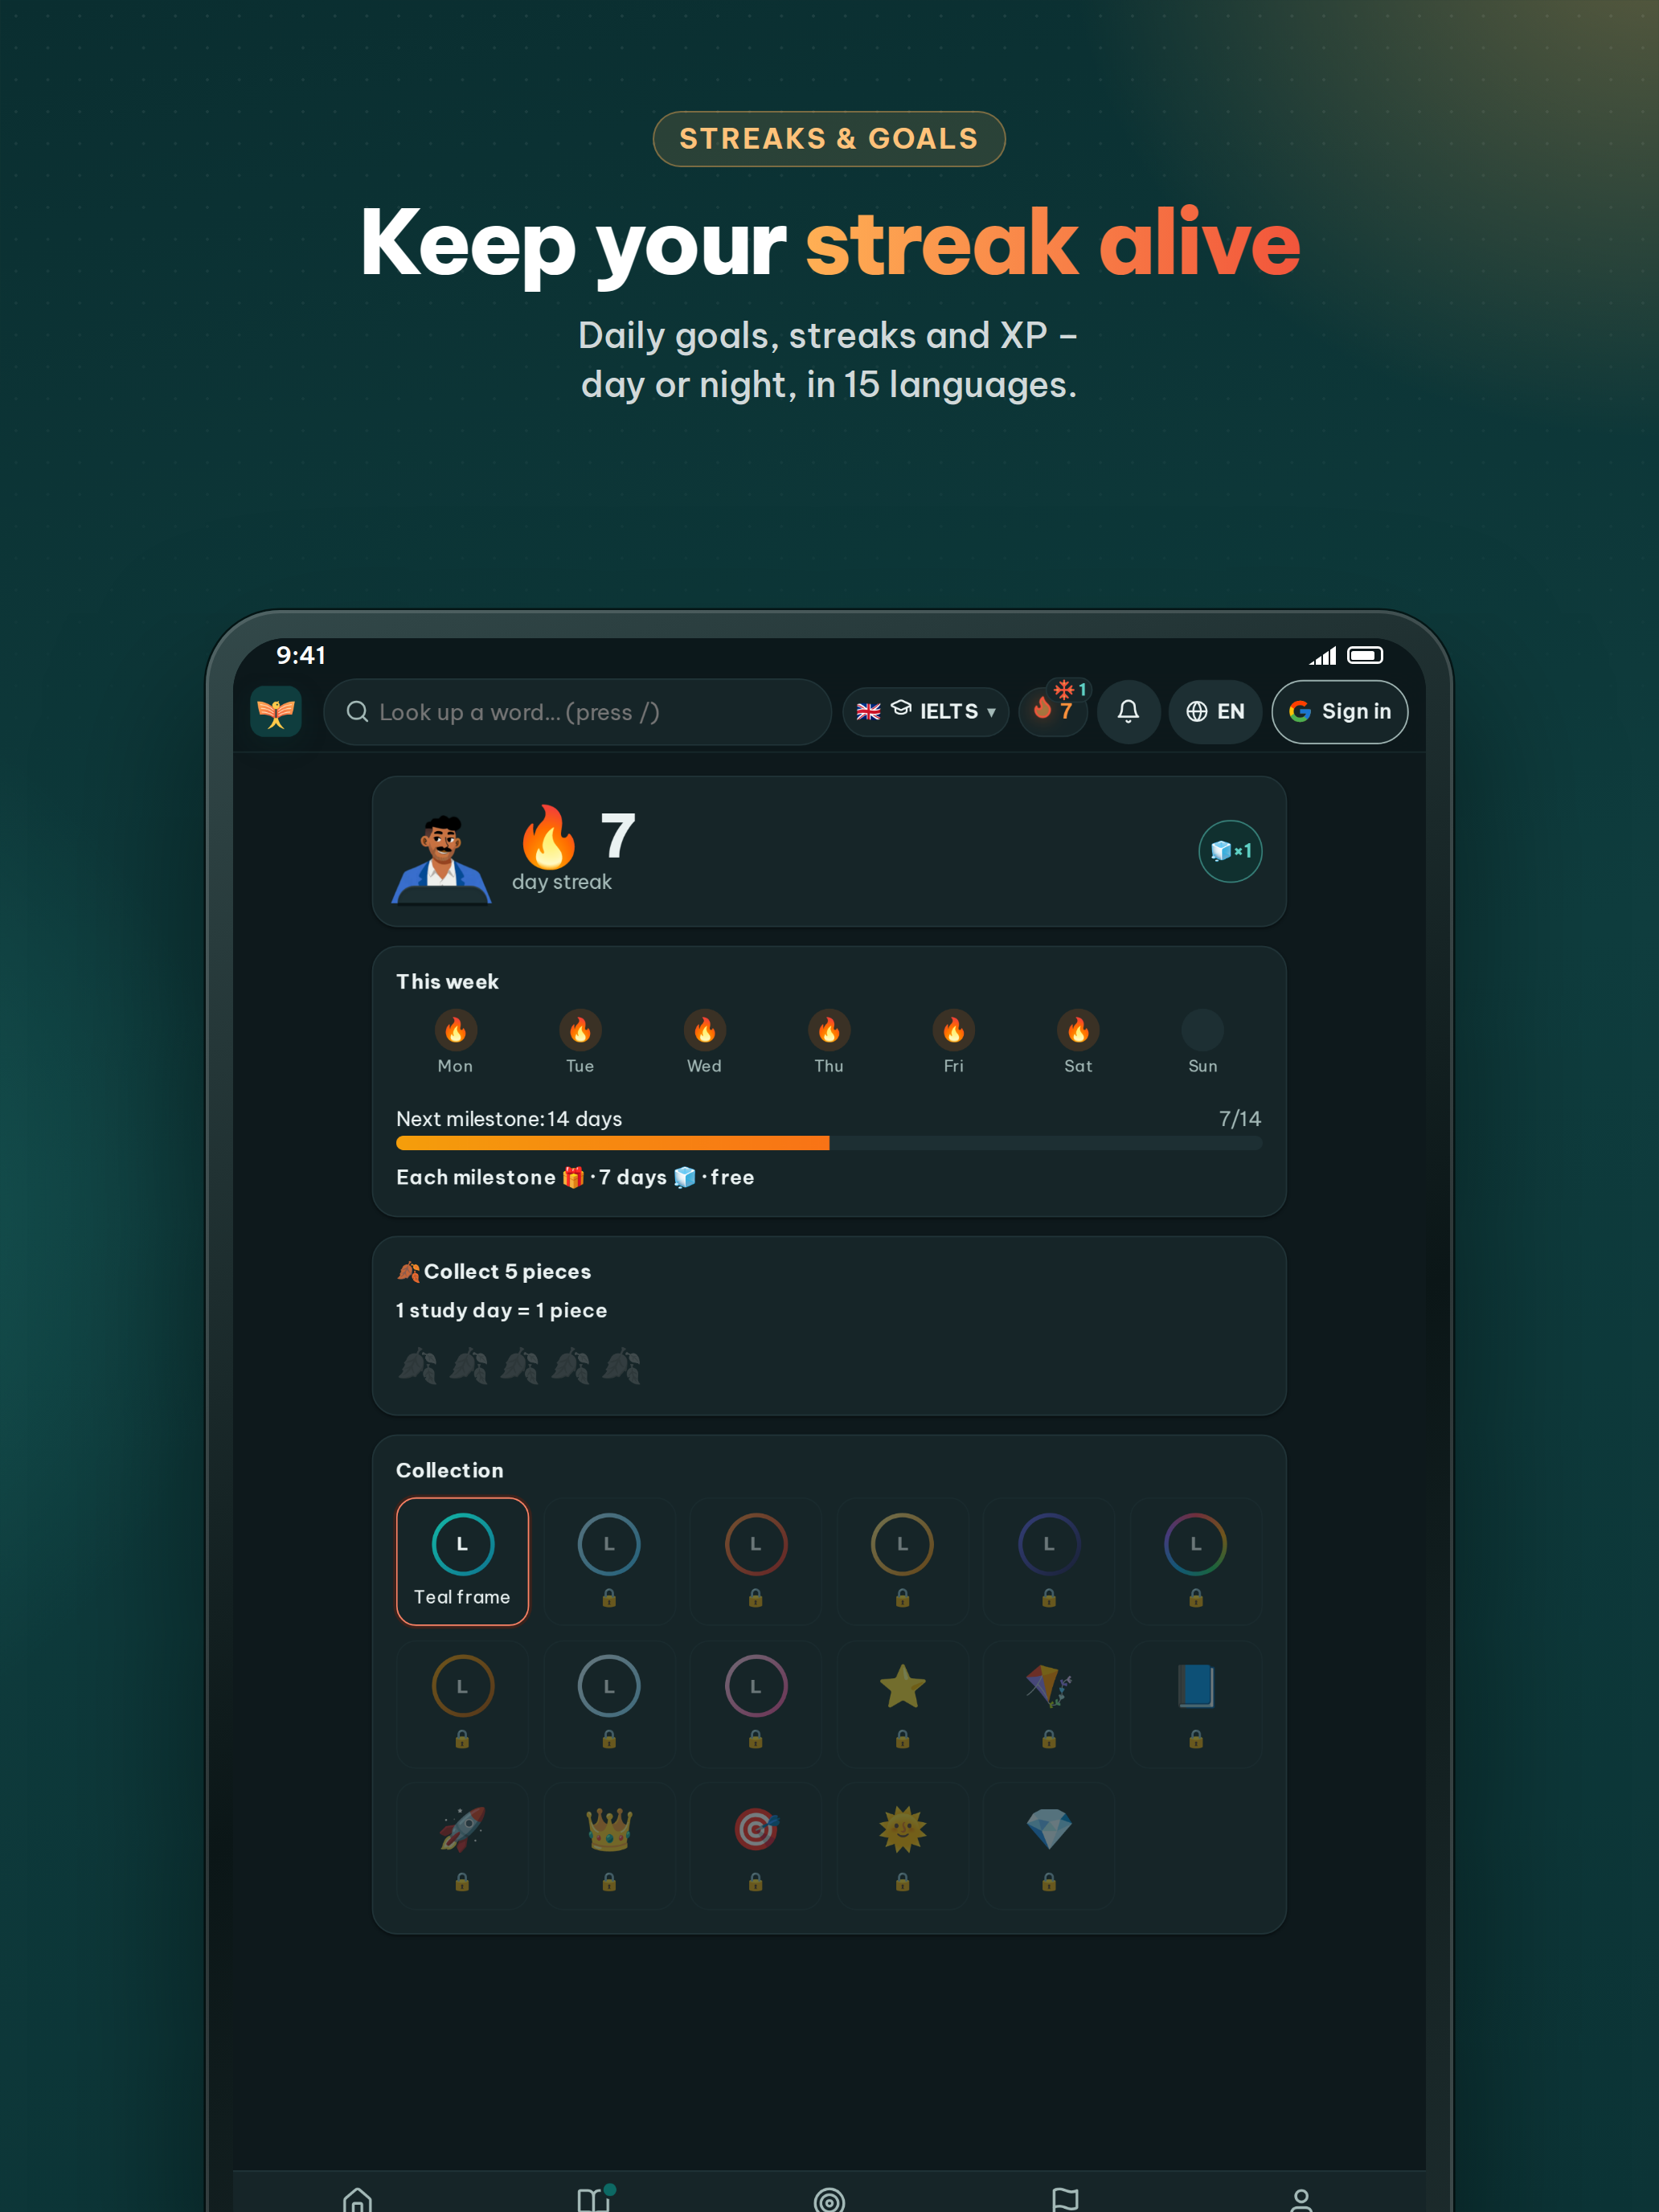 STREAKS & GOALS
Keep your streak alive
Daily goals, streaks and XP –
day or night, in 15 languages.
9:41
Look up a word... (press /)
IELTS
1
7
EN
Sign in
7
day streak
×1
This week
Mon Tue Wed Thu Fri Sat Sun
Next milestone: 14 days 7/14
Each milestone 🎁 · 7 days 🧊 · free
Collect 5 pieces
1 study day = 1 piece
Collection
L L L L L L
Teal frame
L L L